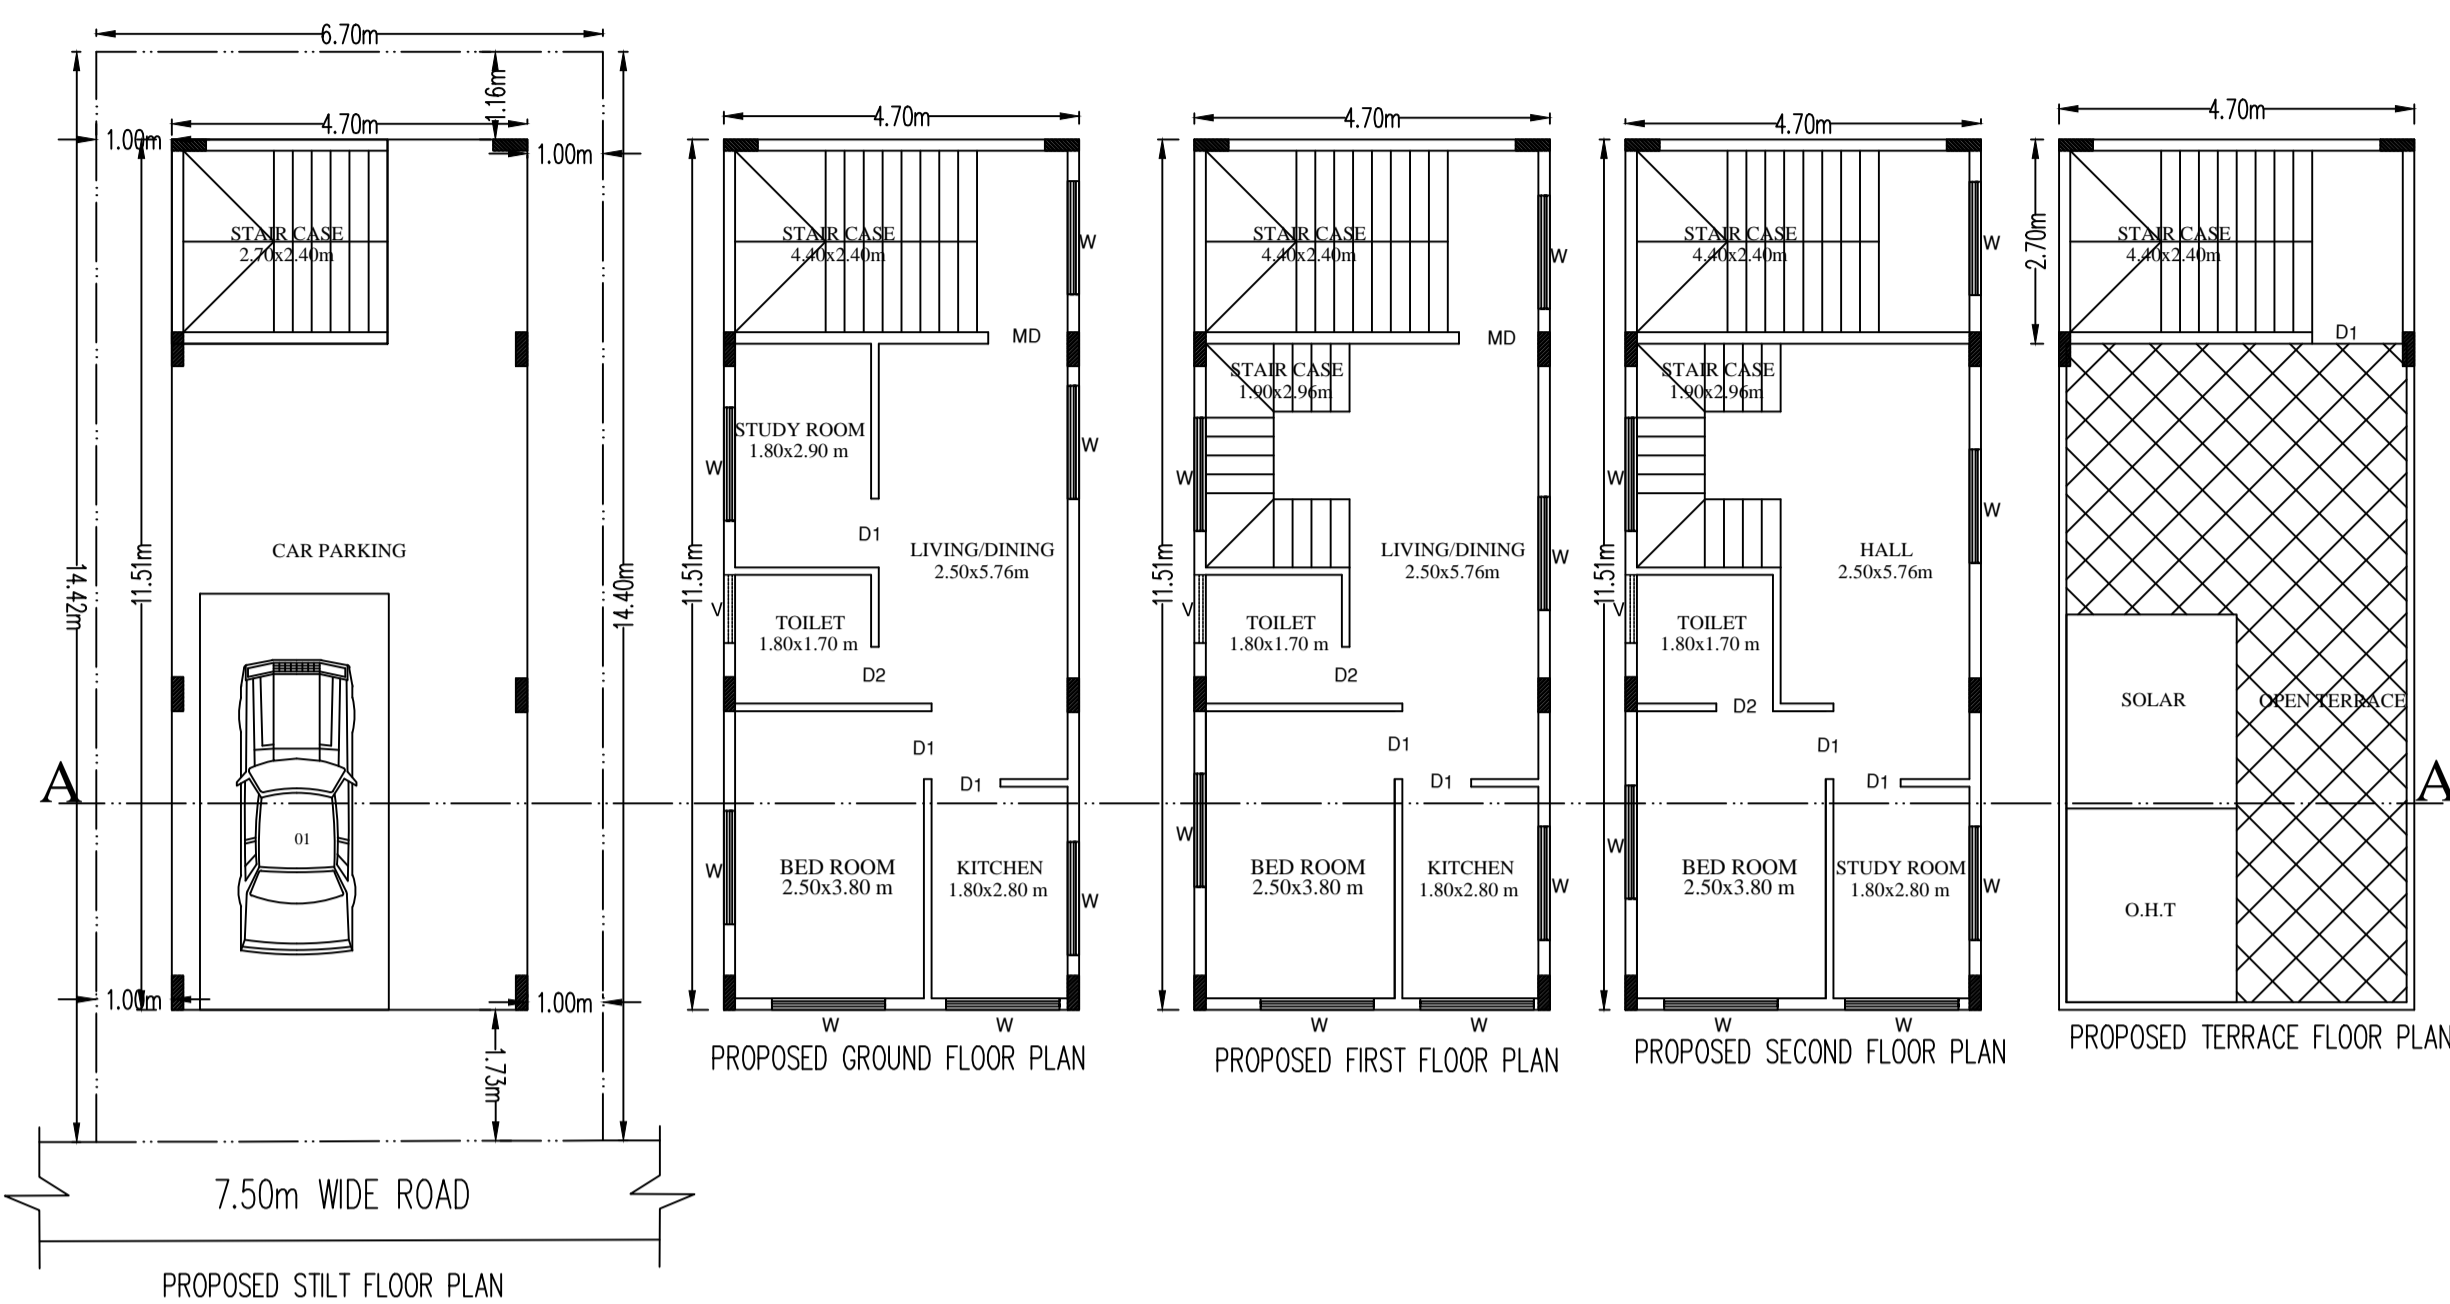 6.70m
1.16m
1.00m
4.70m
1.00m
STAIR CASE
2.70x2.40m
14.42m
11.51m
CAR PARKING
14.40m
A
01
1.00m
1.00m
1.73m
7.50m WIDE ROAD
PROPOSED STILT FLOOR PLAN
4.70m
STAIR CASE
4.40x2.40m
W
MD
STUDY ROOM
1.80x2.90 m
W
W
D1
11.51m
LIVING/DINING
2.50x5.76m
V
TOILET
1.80x1.70 m
D2
D1
D1
W
BED ROOM
2.50x3.80 m
KITCHEN
1.80x2.80 m
W
W
W
PROPOSED GROUND FLOOR PLAN
4.70m
STAIR CASE
4.40x2.40m
W
MD
STAIR CASE
1.90x2.96m
W
11.51m
LIVING/DINING
2.50x5.76m
W
V
TOILET
1.80x1.70 m
D2
D1
D1
W
BED ROOM
2.50x3.80 m
KITCHEN
1.80x2.80 m
W
W
W
PROPOSED FIRST FLOOR PLAN
4.70m
STAIR CASE
4.40x2.40m
W
STAIR CASE
1.90x2.96m
W
W
11.51m
HALL
2.50x5.76m
V
TOILET
1.80x1.70 m
D2
D1
D1
W
BED ROOM
2.50x3.80 m
STUDY ROOM
1.80x2.80 m
W
W
W
PROPOSED SECOND FLOOR PLAN
4.70m
2.70m
STAIR CASE
4.40x2.40m
D1
SOLAR
OPEN TERRACE
A
O.H.T
PROPOSED TERRACE FLOOR PLAN